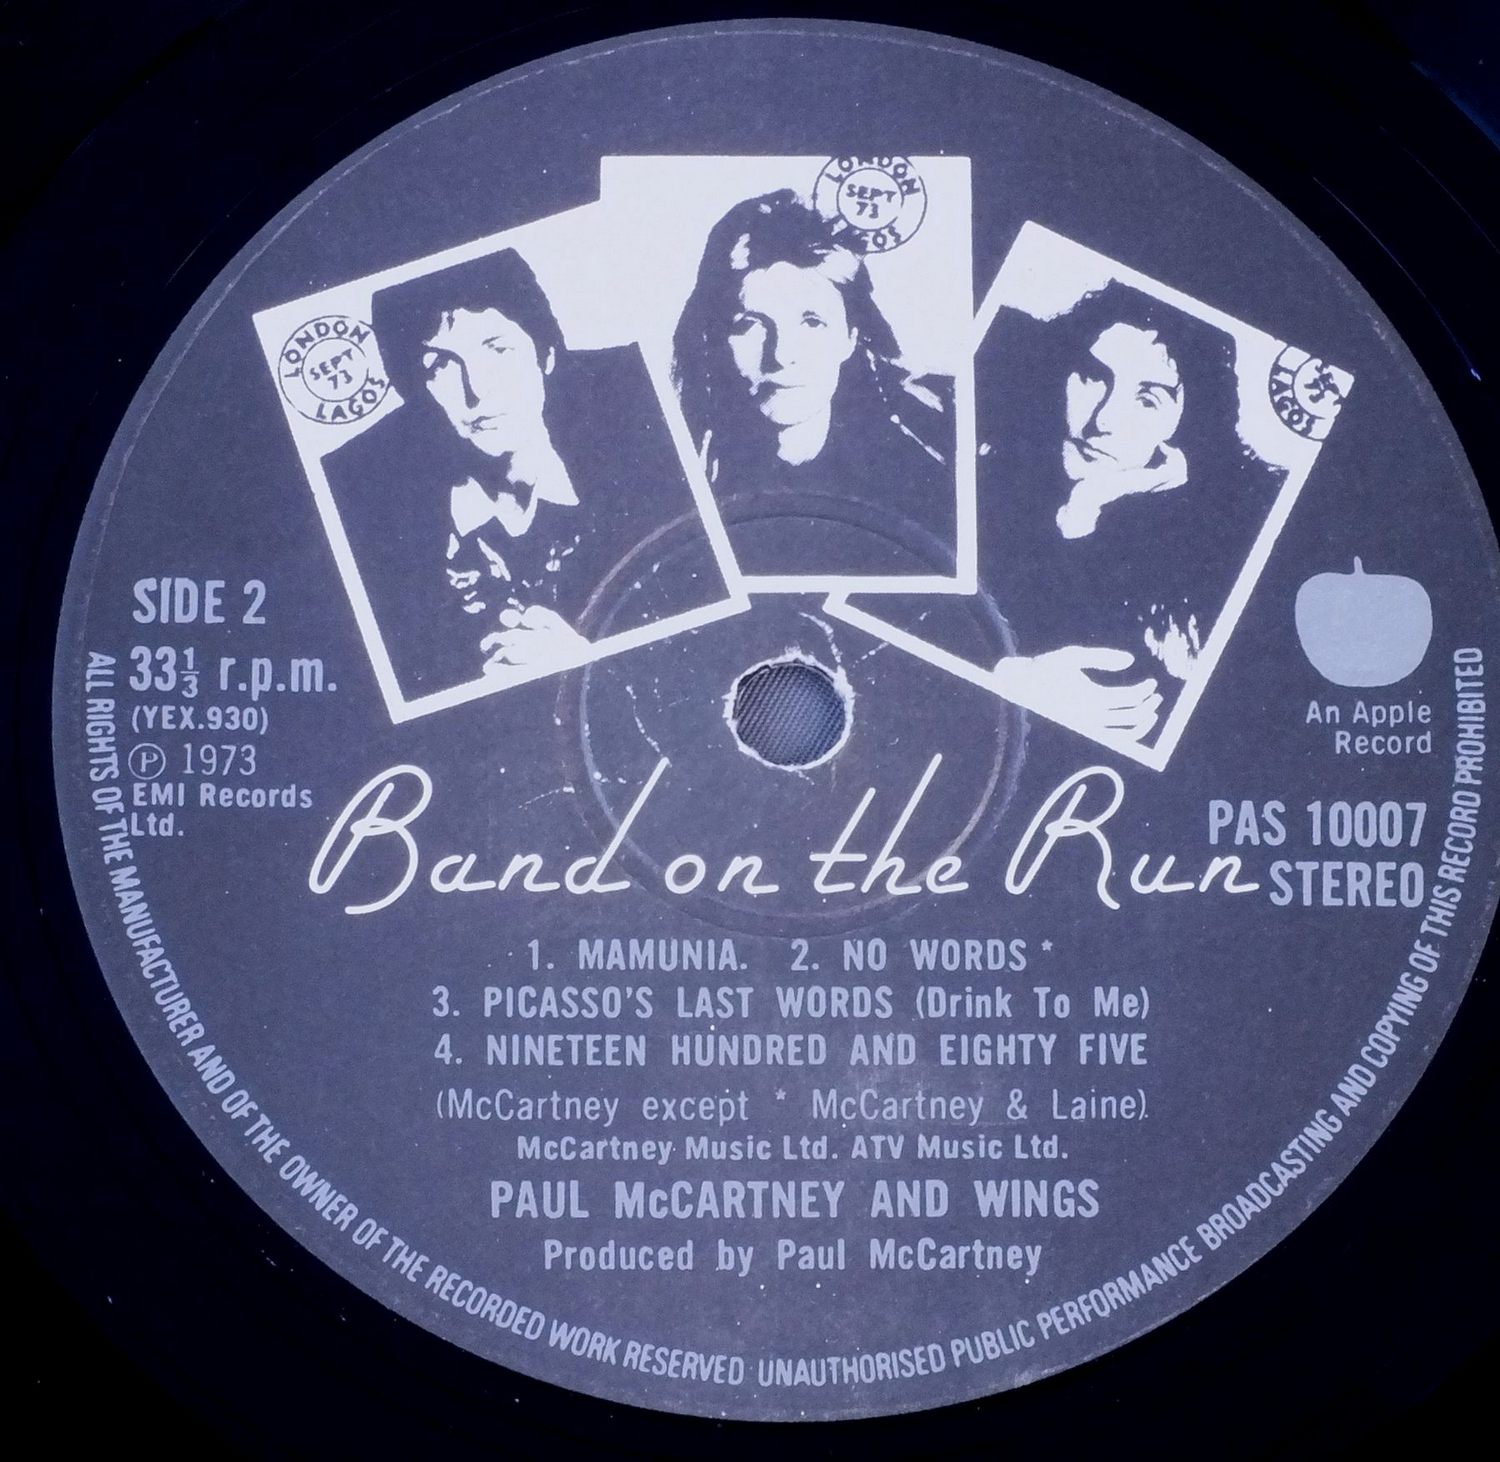 LONDON
SEPT
73
LAGOS
LONDON
SEPT
73
LAGOS
SEPT
73
LAGOS
SIDE 2
33⅓ r.p.m.
(YEX.930)
Ⓟ 1973
EMI Records
Ltd.
An Apple
Record
PAS 10007
STEREO
Band on the Run
1. MAMUNIA. 2. NO WORDS *
3. PICASSO'S LAST WORDS (Drink To Me)
4. NINETEEN HUNDRED AND EIGHTY FIVE
(McCartney except * McCartney & Laine).
McCartney Music Ltd. ATV Music Ltd.
PAUL McCARTNEY AND WINGS
Produced by Paul McCartney
ALL RIGHTS OF THE MANUFACTURER AND OF THE OWNER OF THE RECORDED WORK RESERVED UNAUTHORISED PUBLIC PERFORMANCE BROADCASTING AND COPYING OF THIS RECORD PROHIBITED